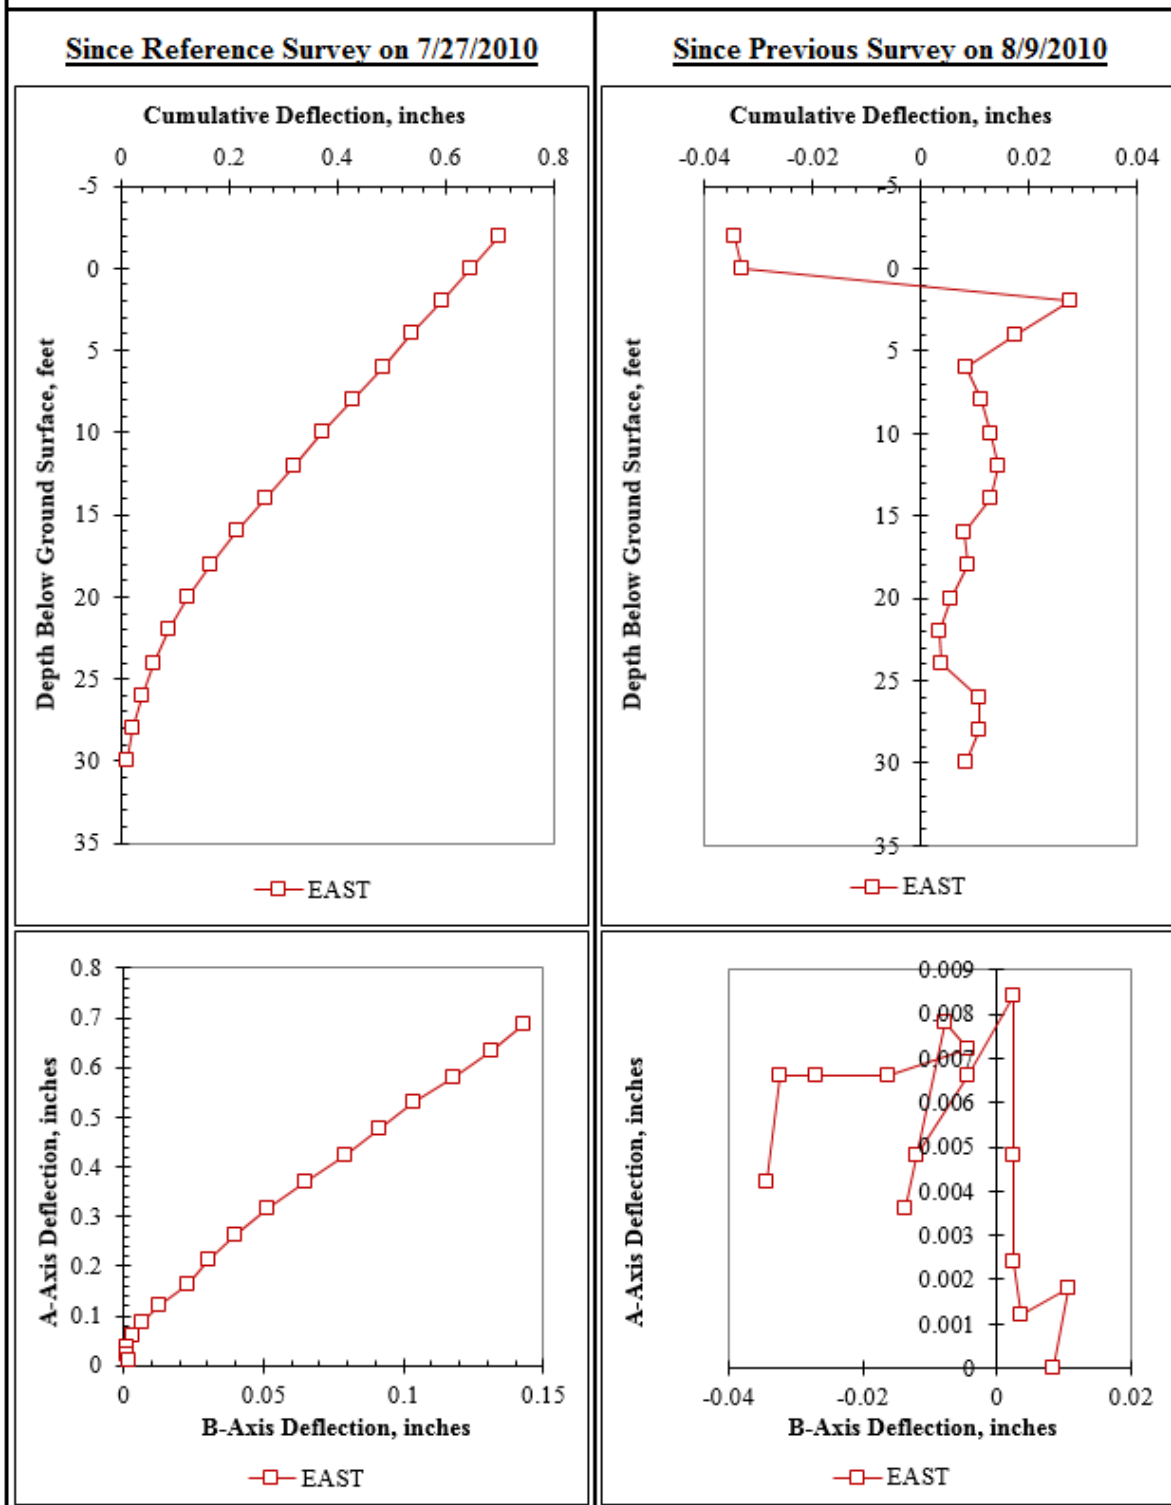 Since Reference Survey on 7/27/2010
Cumulative Deflection, inches
0 0.2 0.4 0.6 0.8
-5
0
5
10
15
20
25
30
35
Depth Below Ground Surface, feet
EAST
Since Previous Survey on 8/9/2010
Cumulative Deflection, inches
-0.04 -0.02 0 0.02 0.04
-5
0
5
10
15
20
25
30
35
Depth Below Ground Surface, feet
EAST
0.8
0.7
0.6
0.5
0.4
0.3
0.2
0.1
0
A-Axis Deflection, inches
0 0.05 0.1 0.15
B-Axis Deflection, inches
EAST
0.009
0.008
0.007
0.006
0.005
0.004
0.003
0.002
0.001
0
A-Axis Deflection, inches
-0.04 -0.02 0 0.02
B-Axis Deflection, inches
EAST